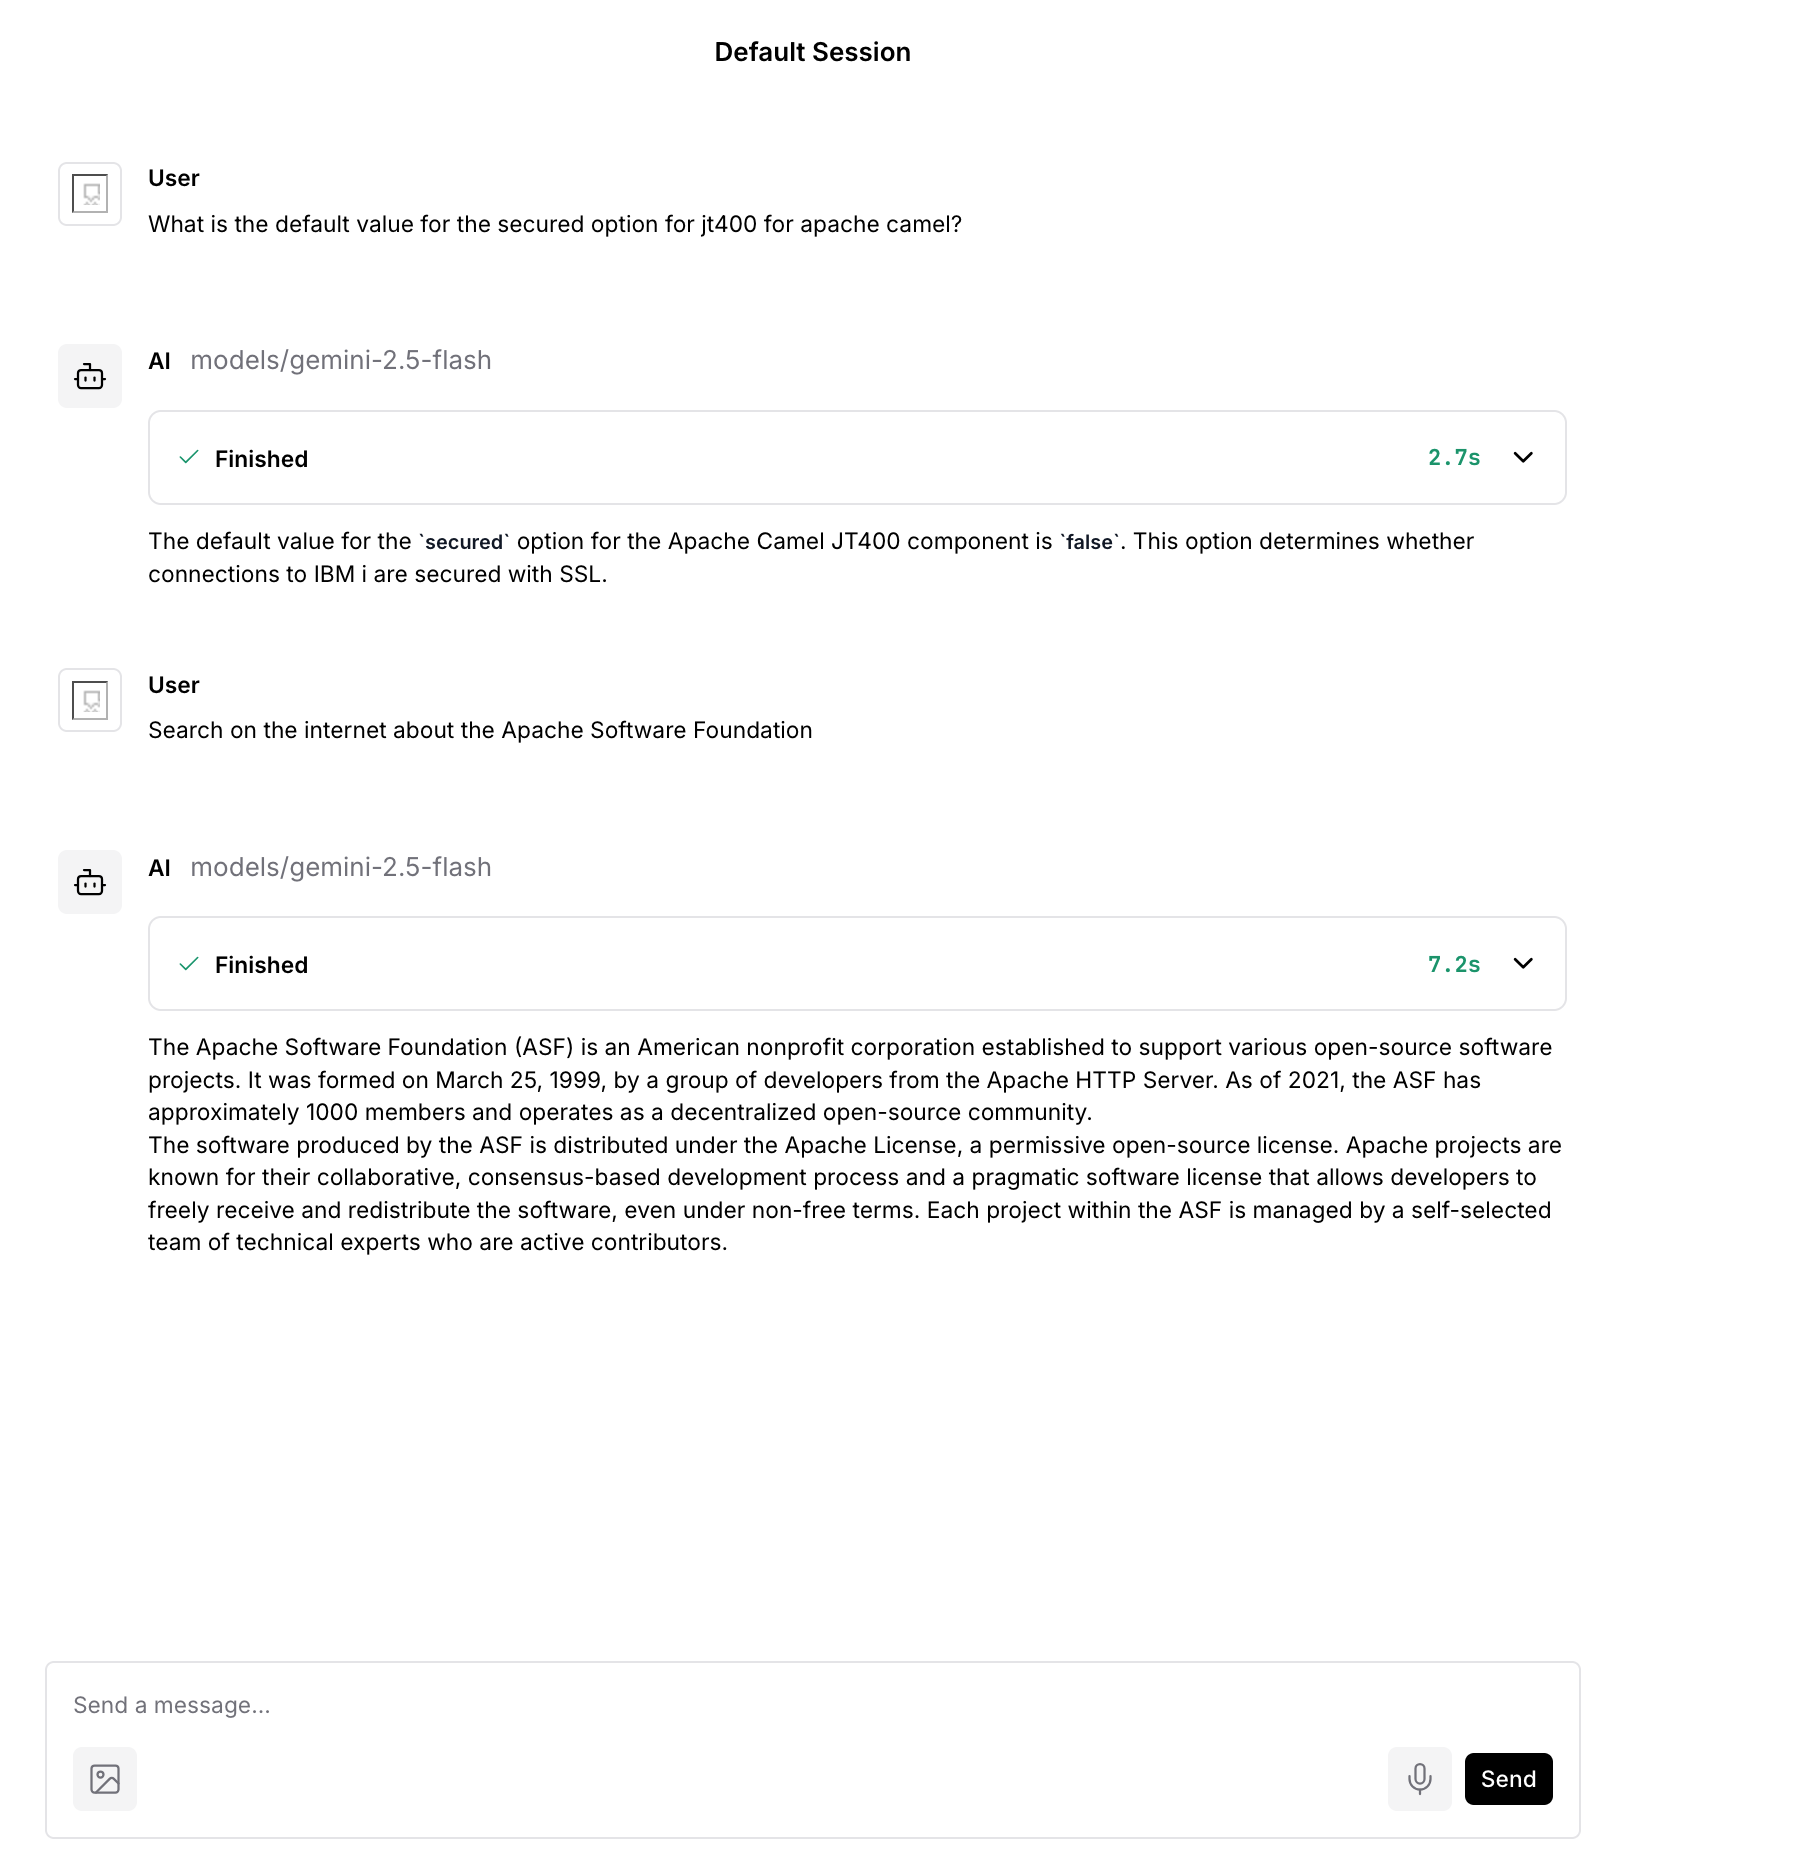 Default Session
User
What is the default value for the secured option for jt400 for apache camel?
AI models/gemini-2.5-flash
Finished 2.7s
The default value for the `secured` option for the Apache Camel JT400 component is `false`. This option determines whether
connections to IBM i are secured with SSL.
User
Search on the internet about the Apache Software Foundation
AI models/gemini-2.5-flash
Finished 7.2s
The Apache Software Foundation (ASF) is an American nonprofit corporation established to support various open-source software
projects. It was formed on March 25, 1999, by a group of developers from the Apache HTTP Server. As of 2021, the ASF has
approximately 1000 members and operates as a decentralized open-source community.
The software produced by the ASF is distributed under the Apache License, a permissive open-source license. Apache projects are
known for their collaborative, consensus-based development process and a pragmatic software license that allows developers to
freely receive and redistribute the software, even under non-free terms. Each project within the ASF is managed by a self-selected
team of technical experts who are active contributors.
Send a message...
Send